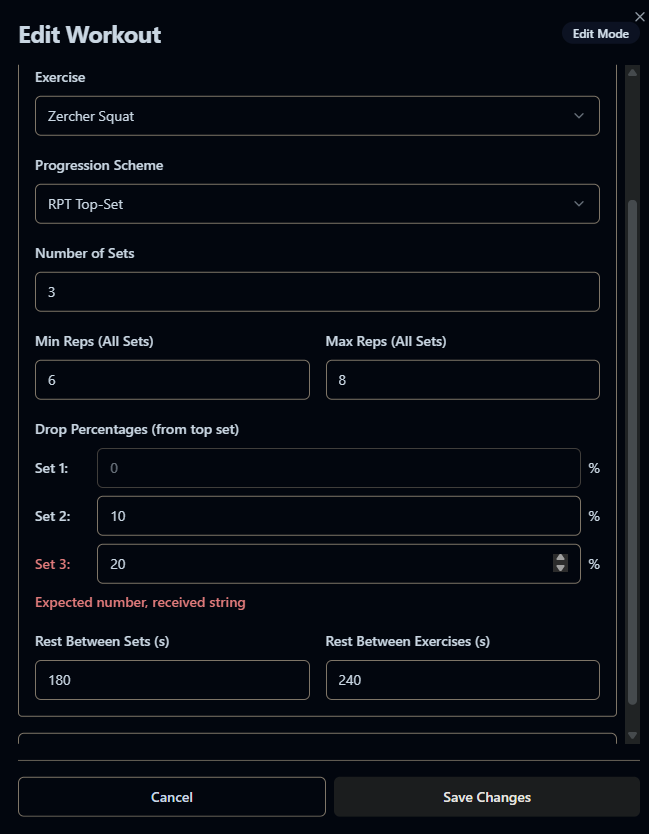 Edit Workout
Edit Mode
Exercise
Zercher Squat
Progression Scheme
RPT Top-Set
Number of Sets
3
Min Reps (All Sets) Max Reps (All Sets)
6 8
Drop Percentages (from top set)
Set 1: 0 %
Set 2: 10 %
Set 3: 20 %
Expected number, received string
Rest Between Sets (s) Rest Between Exercises (s)
180 240
Cancel Save Changes